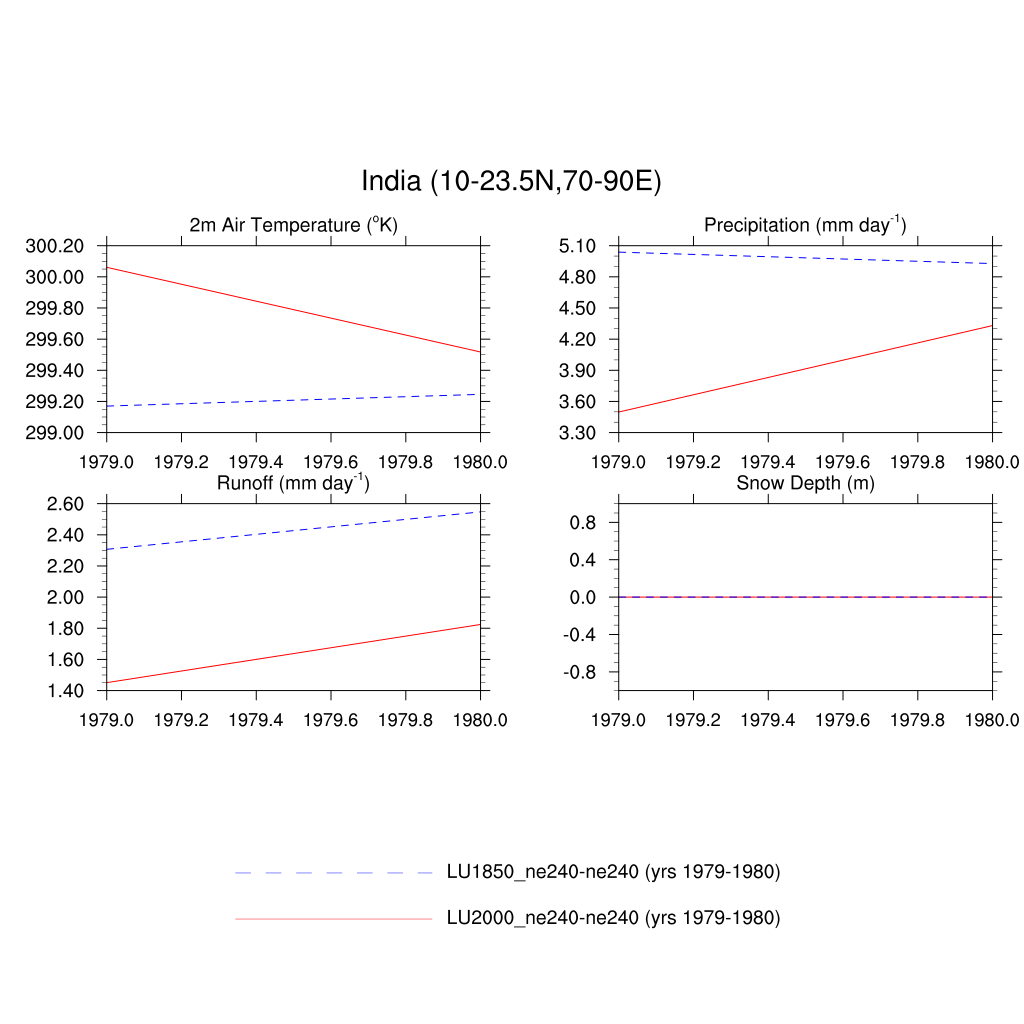 India (10-23.5N,70-90E)
2m Air Temperature (oK)
300.20
300.00
299.80
299.60
299.40
299.20
299.00
1979.0 1979.2 1979.4 1979.6 1979.8 1980.0
Precipitation (mm day-1)
5.10
4.80
4.50
4.20
3.90
3.60
3.30
1979.0 1979.2 1979.4 1979.6 1979.8 1980.0
Runoff (mm day-1)
2.60
2.40
2.20
2.00
1.80
1.60
1.40
1979.0 1979.2 1979.4 1979.6 1979.8 1980.0
Snow Depth (m)
0.8
0.4
0.0
-0.4
-0.8
1979.0 1979.2 1979.4 1979.6 1979.8 1980.0
LU1850_ne240-ne240 (yrs 1979-1980)
LU2000_ne240-ne240 (yrs 1979-1980)